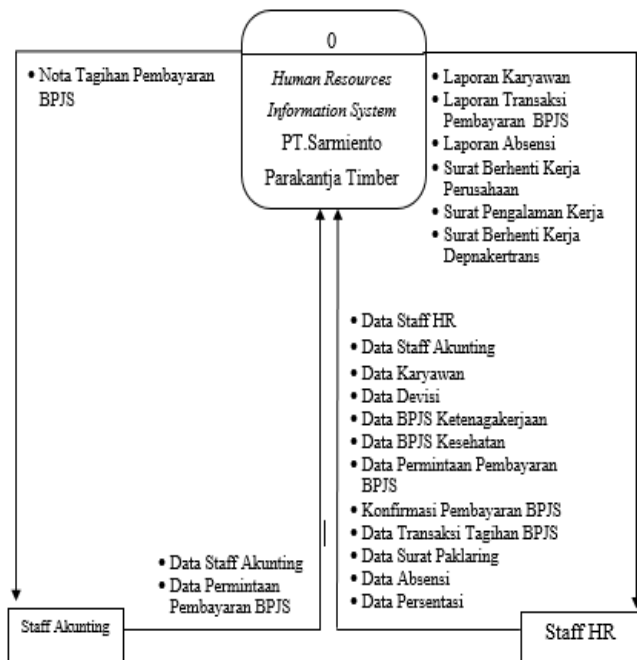 0
Human Resources
Information System
PT.Sarmiento
Parakantja Timber
• Nota Tagihan Pembayaran
BPJS
• Laporan Karyawan
• Laporan Transaksi
Pembayaran BPJS
• Laporan Absensi
• Surat Berhenti Kerja
Perusahaan
• Surat Pengalaman Kerja
• Surat Berhenti Kerja
Depnakertrans
• Data Staff HR
• Data Staff Akunting
• Data Karyawan
• Data Devisi
• Data BPJS Ketenagakerjaan
• Data BPJS Kesehatan
• Data Permintaan Pembayaran
BPJS
• Konfirmasi Pembayaran BPJS
• Data Transaksi Tagihan BPJS
• Data Surat Paklaring
• Data Absensi
• Data Persentasi
• Data Staff Akunting
• Data Permintaan
Pembayaran BPJS
Staff Akunting
Staff HR